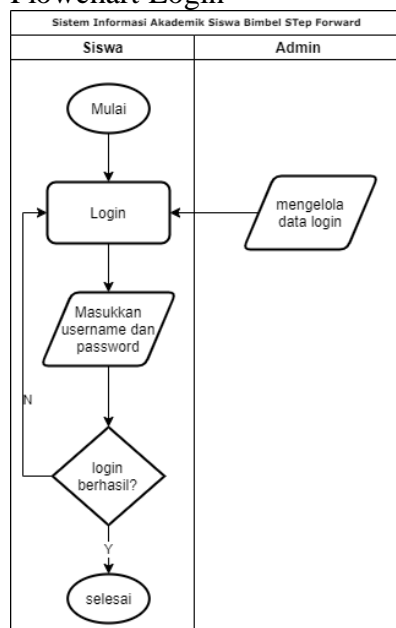 Flowchart Login
Sistem Informasi Akademik Siswa Bimbel STep Forward
Siswa
Admin
Mulai
Login
mengelola
data login
Masukkan
username dan
password
N
login
berhasil?
Y
selesai